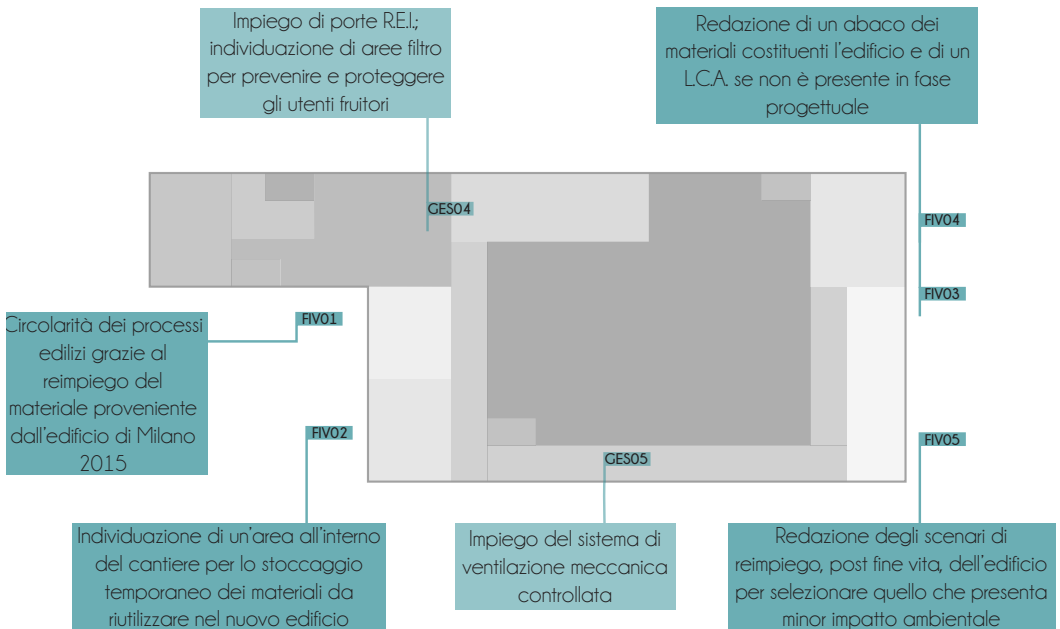 Impiego di porte R.E.I.;
individuazione di aree filtro
per prevenire e proteggere
gli utenti fruitori
Redazione di un abaco dei
materiali costituenti l'edificio e di un
L.C.A. se non è presente in fase
progettuale
GES04
FIV04
FIV03
FIV01
Circolarità dei processi
edilizi grazie al
reimpiego del
materiale proveniente
dall'edificio di Milano
2015
FIV02
FIV05
GES05
Individuazione di un'area all'interno
del cantiere per lo stoccaggio
temporaneo dei materiali da
riutilizzare nel nuovo edificio
Impiego del sistema di
ventilazione meccanica
controllata
Redazione degli scenari di
reimpiego, post fine vita, dell'edificio
per selezionare quello che presenta
minor impatto ambientale